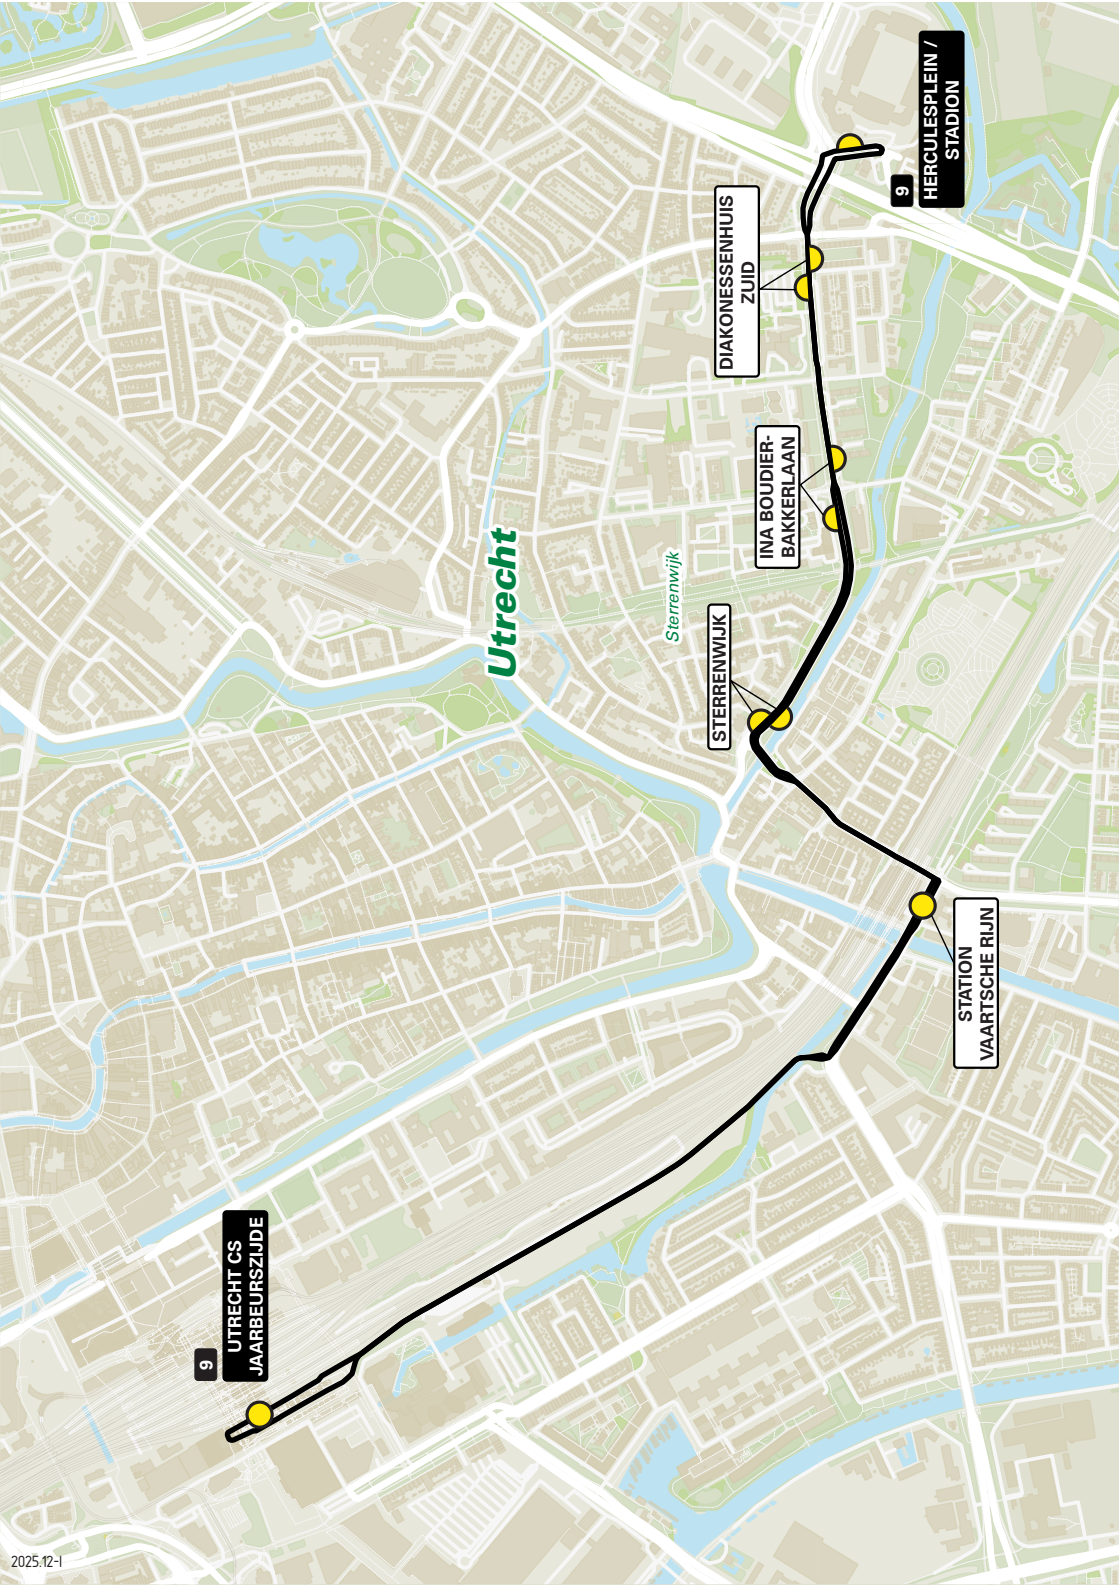 9
UTRECHT CS
JAARBEURSZIJDE
STATION
VAARTSCHE RIJN
STERRENWIJK
Utrecht
Sterrenwijk
INA BOUDIER-
BAKKERLAAN
DIAKONESSENHUIS
ZUID
9
HERCULESPLEIN /
STADION
2025.12-I